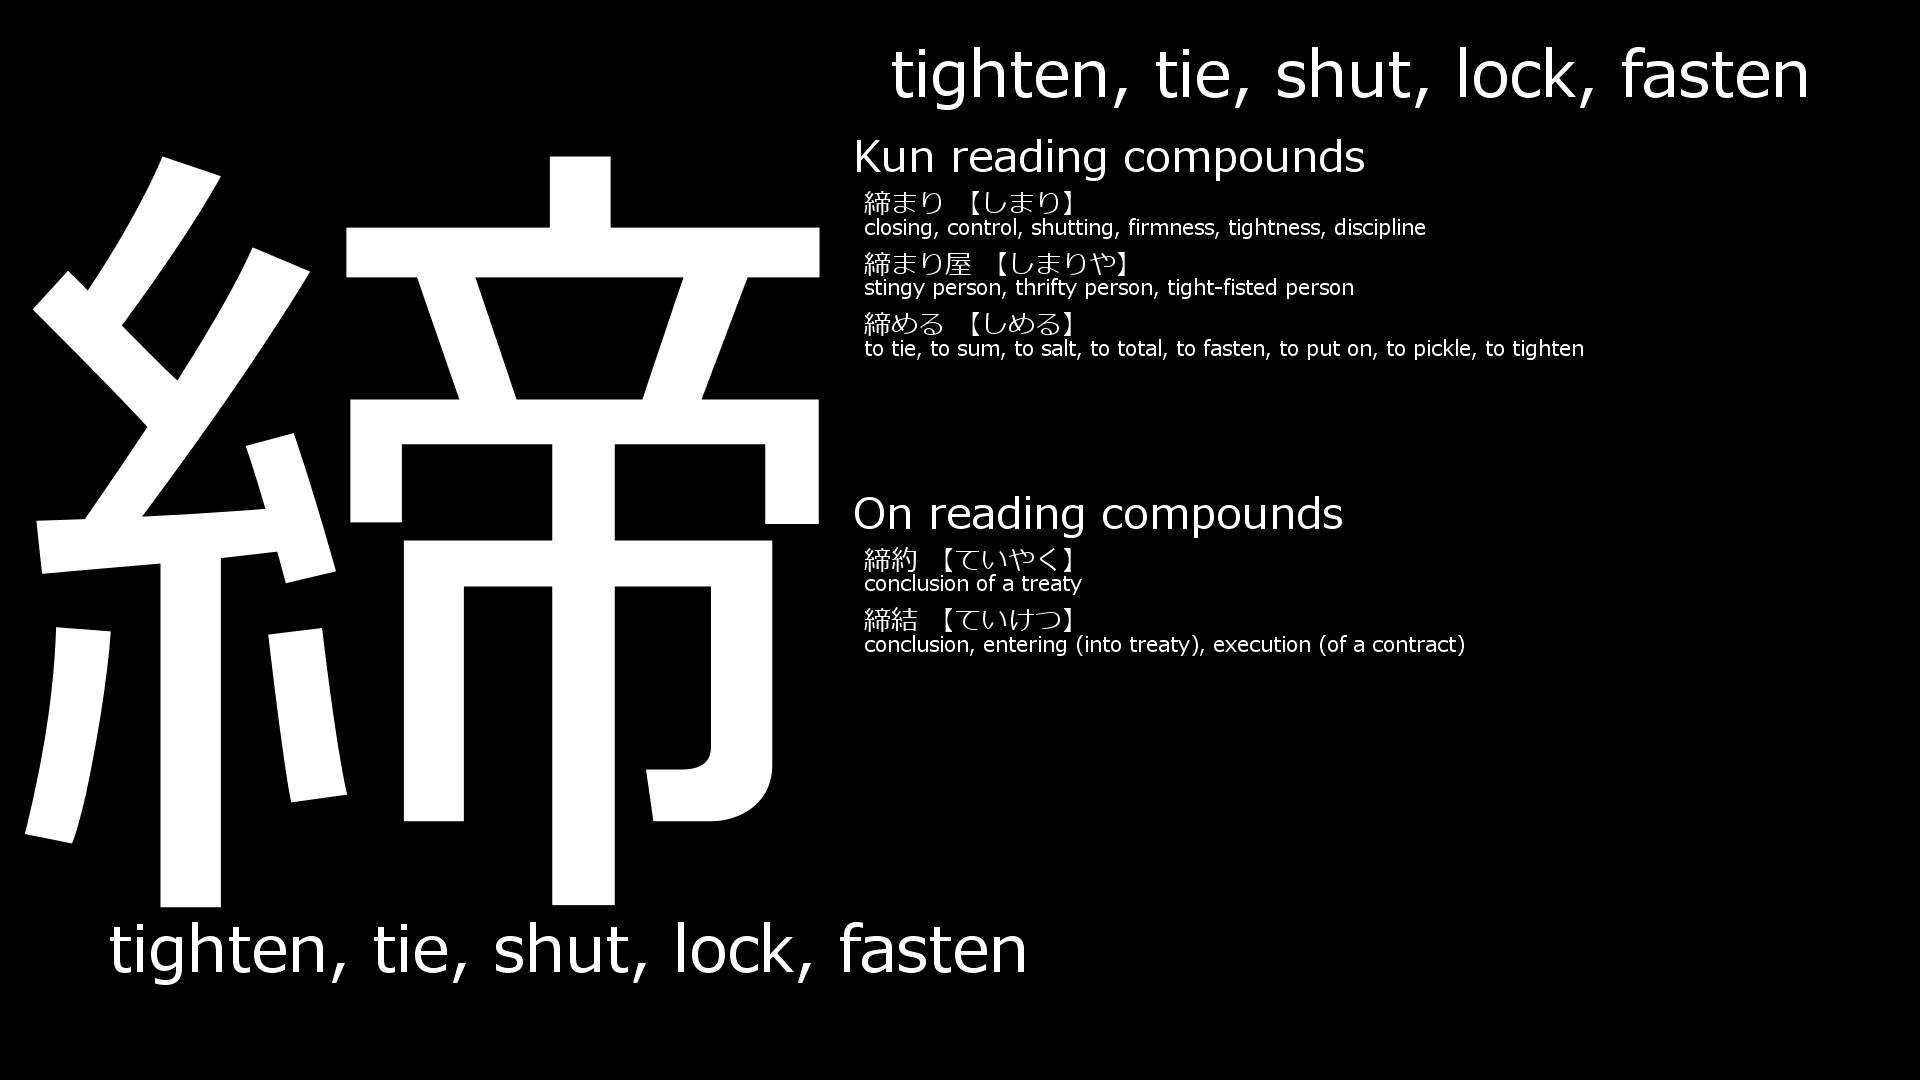 締
tighten, tie, shut, lock, fasten
tighten, tie, shut, lock, fasten
Kun reading compounds
締まり 【しまり】
closing, control, shutting, firmness, tightness, discipline
締まり屋 【しまりや】
stingy person, thrifty person, tight-fisted person
締める 【しめる】
to tie, to sum, to salt, to total, to fasten, to put on, to pickle, to tighten
On reading compounds
締約 【ていやく】
conclusion of a treaty
締結 【ていけつ】
conclusion, entering (into treaty), execution (of a contract)